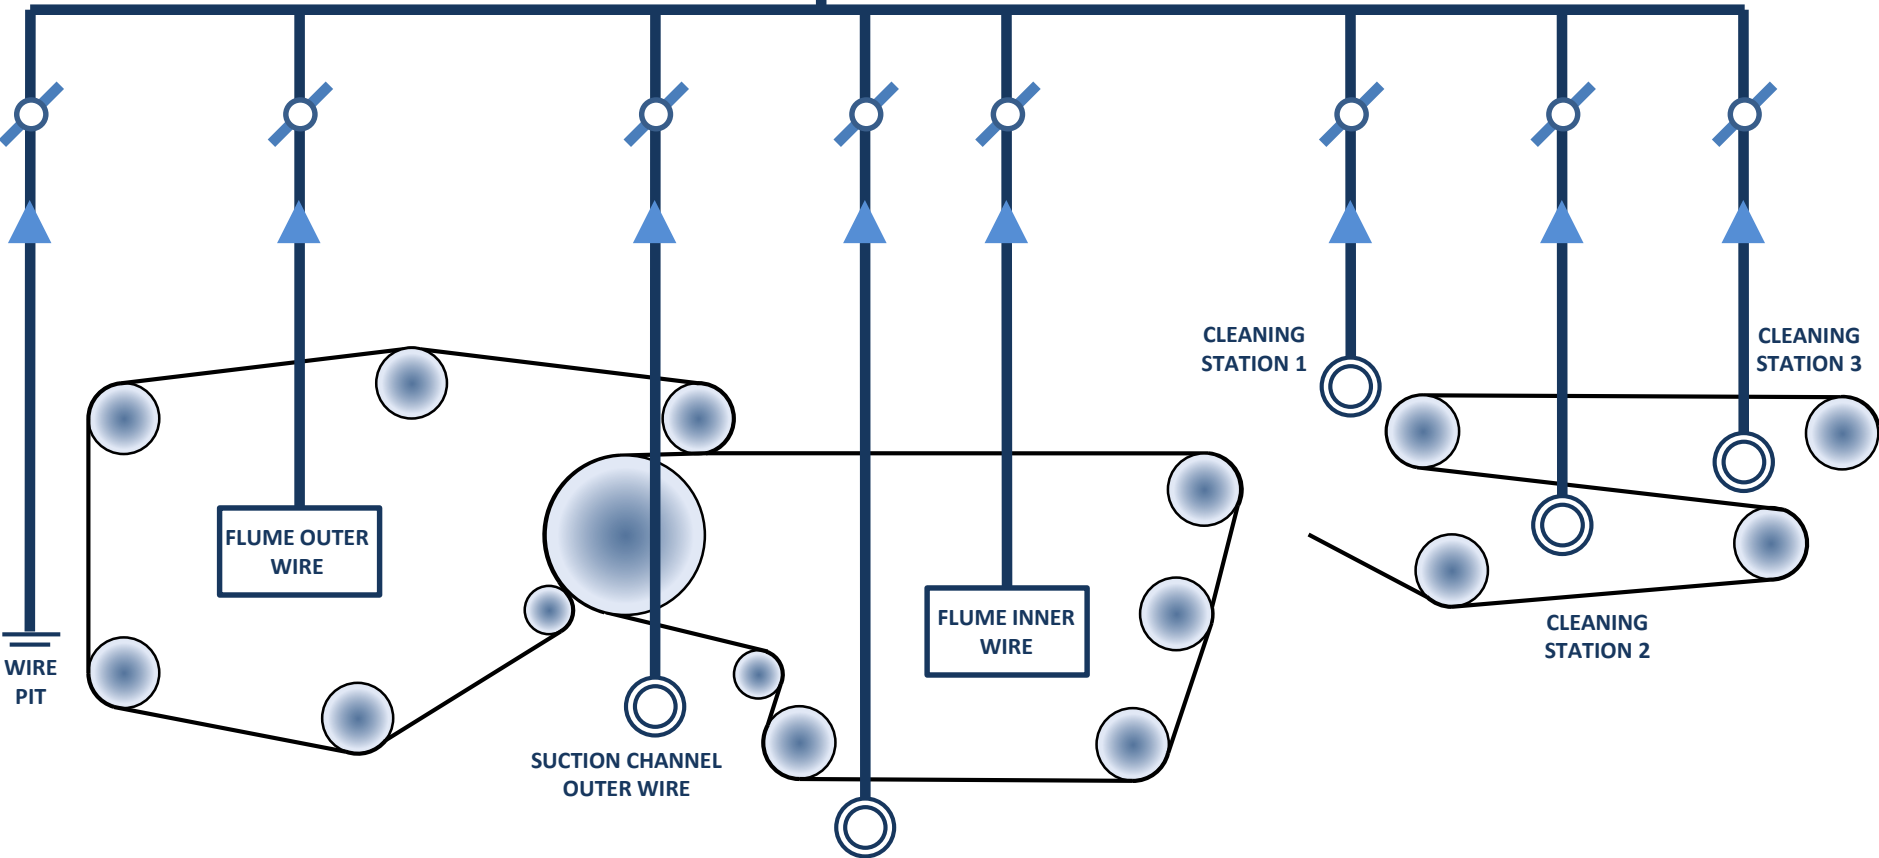 CLEANING
STATION 1
CLEANING
STATION 3
FLUME OUTER
WIRE
FLUME INNER
WIRE
CLEANING
STATION 2
WIRE
PIT
SUCTION CHANNEL
OUTER WIRE